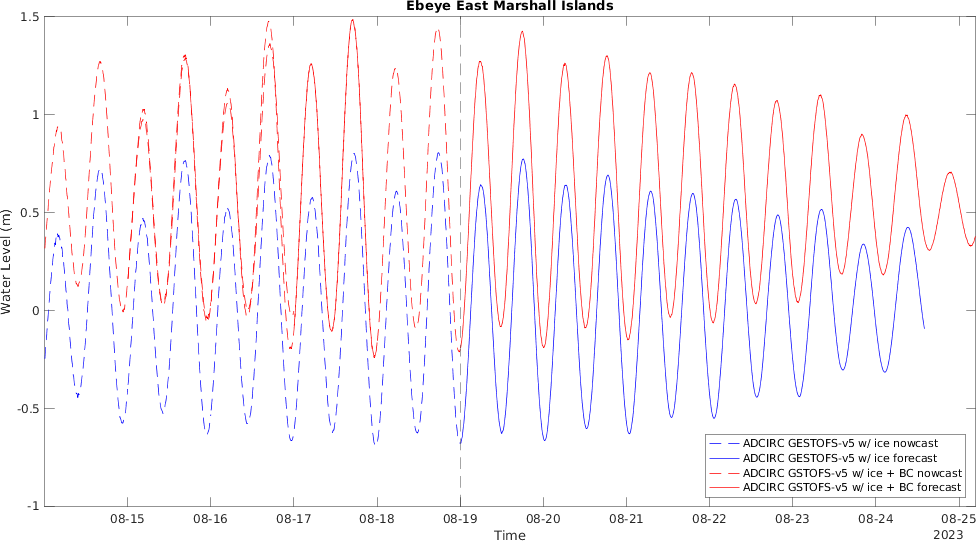 Ebeye East Marshall Islands
1.5
1
0.5
0
-0.5
-1
Water Level (m)
08-15 08-16 08-17 08-18 08-19 08-20 08-21 08-22 08-23 08-24 08-25
Time
2023
ADCIRC GESTOFS-v5 w/ ice nowcast
ADCIRC GESTOFS-v5 w/ ice forecast
ADCIRC GSTOFS-v5 w/ ice + BC nowcast
ADCIRC GSTOFS-v5 w/ ice + BC forecast